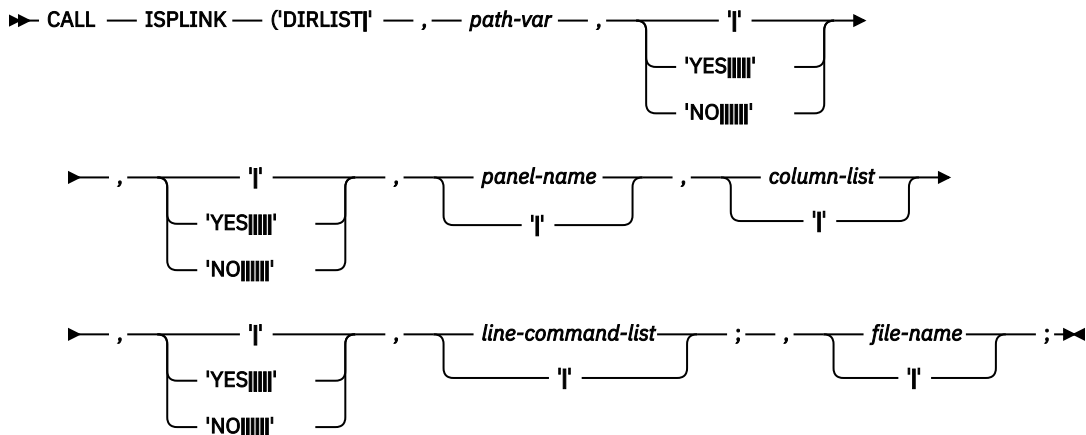 CALL ISPLINK ('DIRLIST|' , path-var , '|'
'YES|||||'
'NO||||||'
, '|' , panel-name , column-list
'YES|||||' '|' '|'
'NO||||||'
, '|' , line-command-list ; , file-name ;
'YES|||||' '|' '|'
'NO||||||'